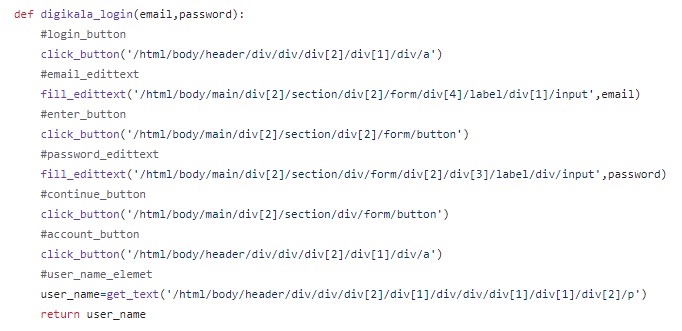 def digikala_login(email,password):
    #login_button
    click_button('/html/body/header/div/div/div[2]/div[1]/div/a')
    #email_edittext
    fill_edittext('/html/body/main/div[2]/section/div[2]/form/div[4]/label/div[1]/input',email)
    #enter_button
    click_button('/html/body/main/div[2]/section/div[2]/form/button')
    #password_edittext
    fill_edittext('/html/body/main/div[2]/section/div/form/div[2]/div[3]/label/div/input',password)
    #continue_button
    click_button('/html/body/main/div[2]/section/div/form/button')
    #account_button
    click_button('/html/body/header/div/div/div[2]/div[1]/div/a')
    #user_name_elemet
    user_name=get_text('/html/body/header/div/div/div[2]/div[1]/div/div/div[1]/div[1]/div[2]/p')
    return user_name